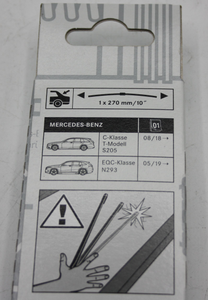 1 x 270 mm/10"
MERCEDES-BENZ 01
C-Klasse 08/18→
T-Modell
S205
EQC-Klasse 05/19→
N293